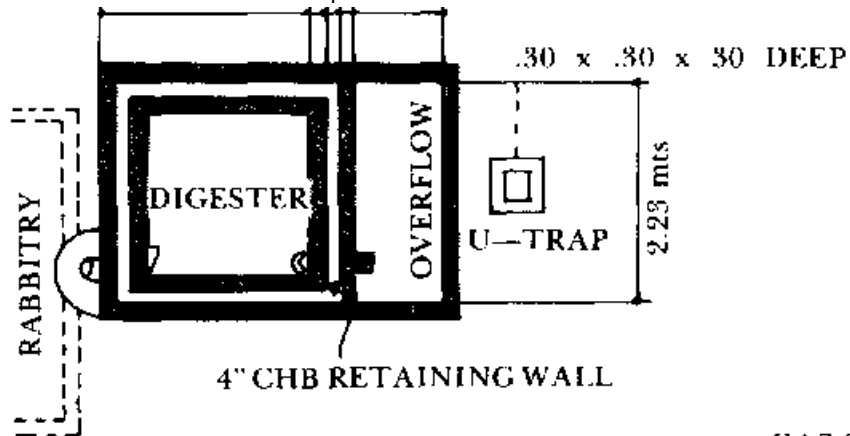 .30 x .30 x 30 DEEP
OVERFLOW
DIGESTER
2.23 mts
U—TRAP
RABBITRY
4" CHB RETAINING WALL